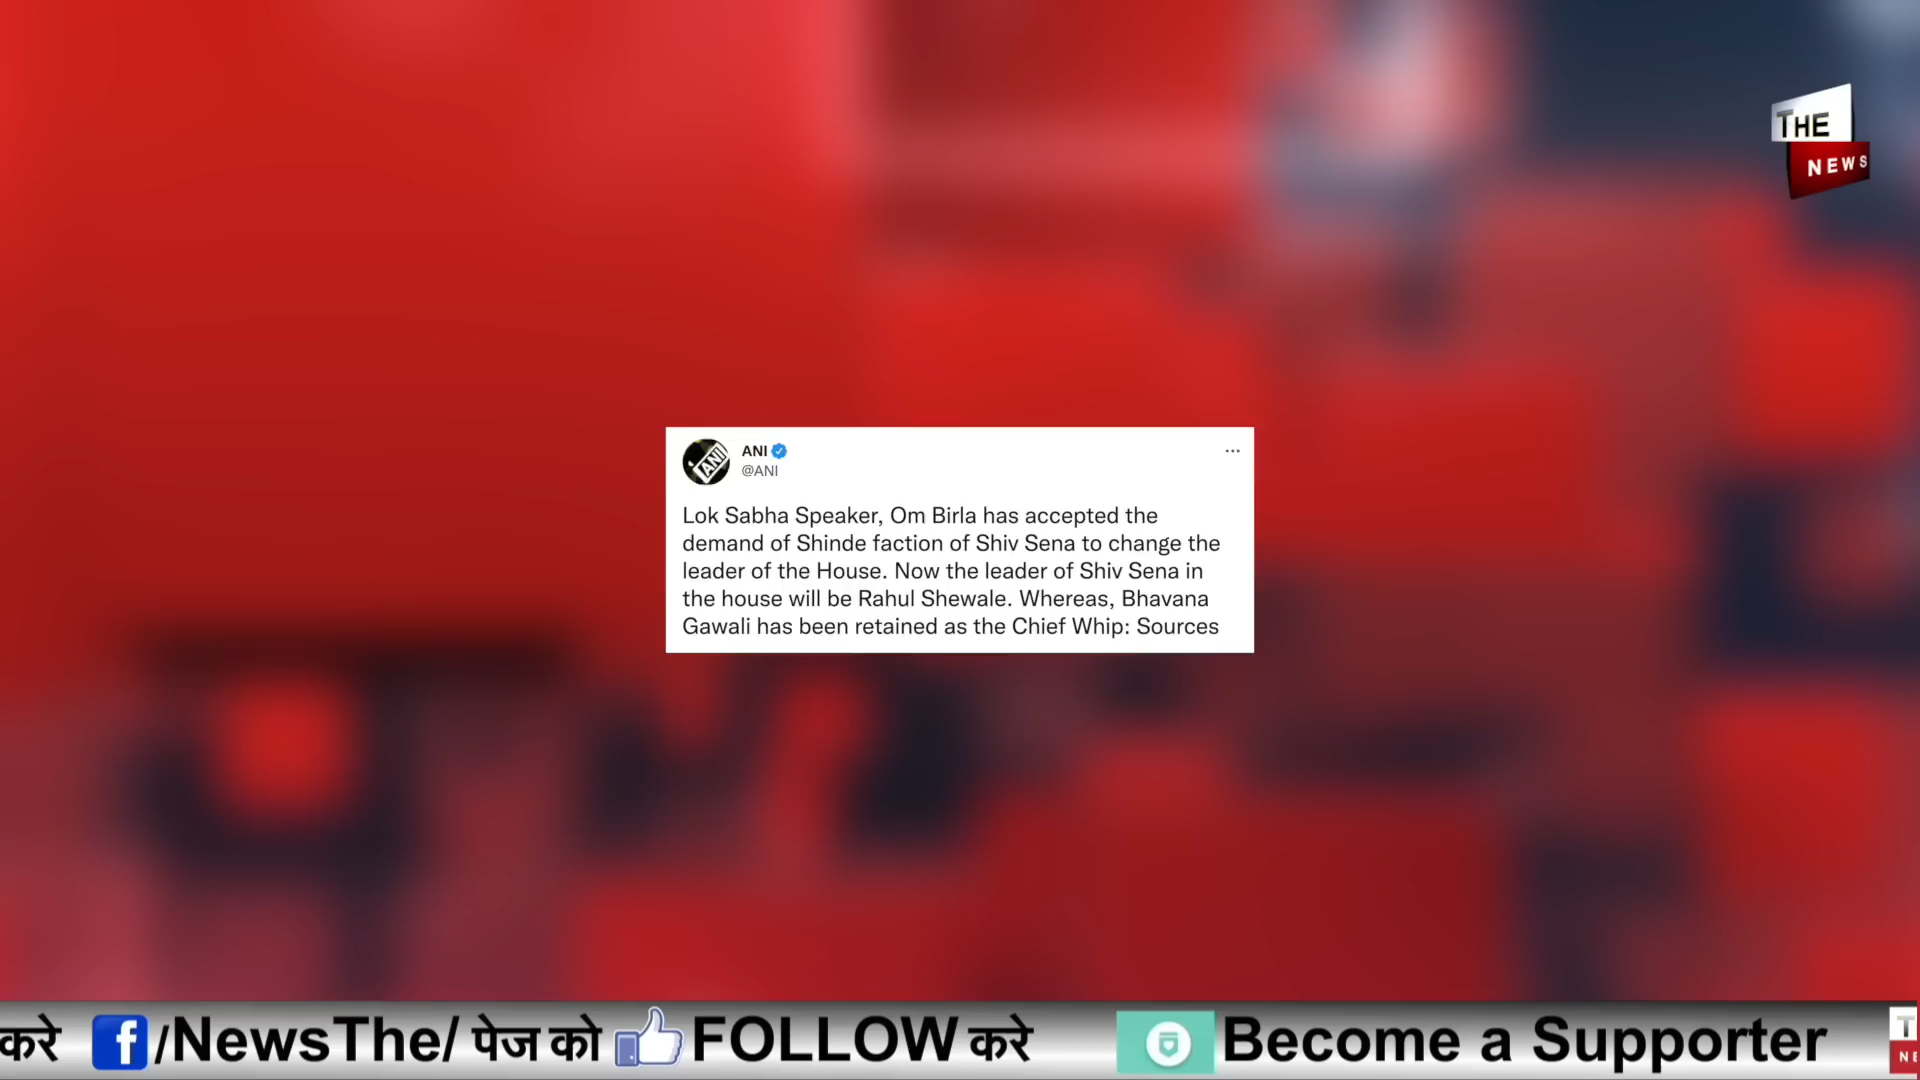 THE
NEWS
ANI
@ANI
Lok Sabha Speaker, Om Birla has accepted the
demand of Shinde faction of Shiv Sena to change the
leader of the House. Now the leader of Shiv Sena in
the house will be Rahul Shewale. Whereas, Bhavana
Gawali has been retained as the Chief Whip: Sources
करे f/NewsThe/ पेज को FOLLOW करे Become a Supporter